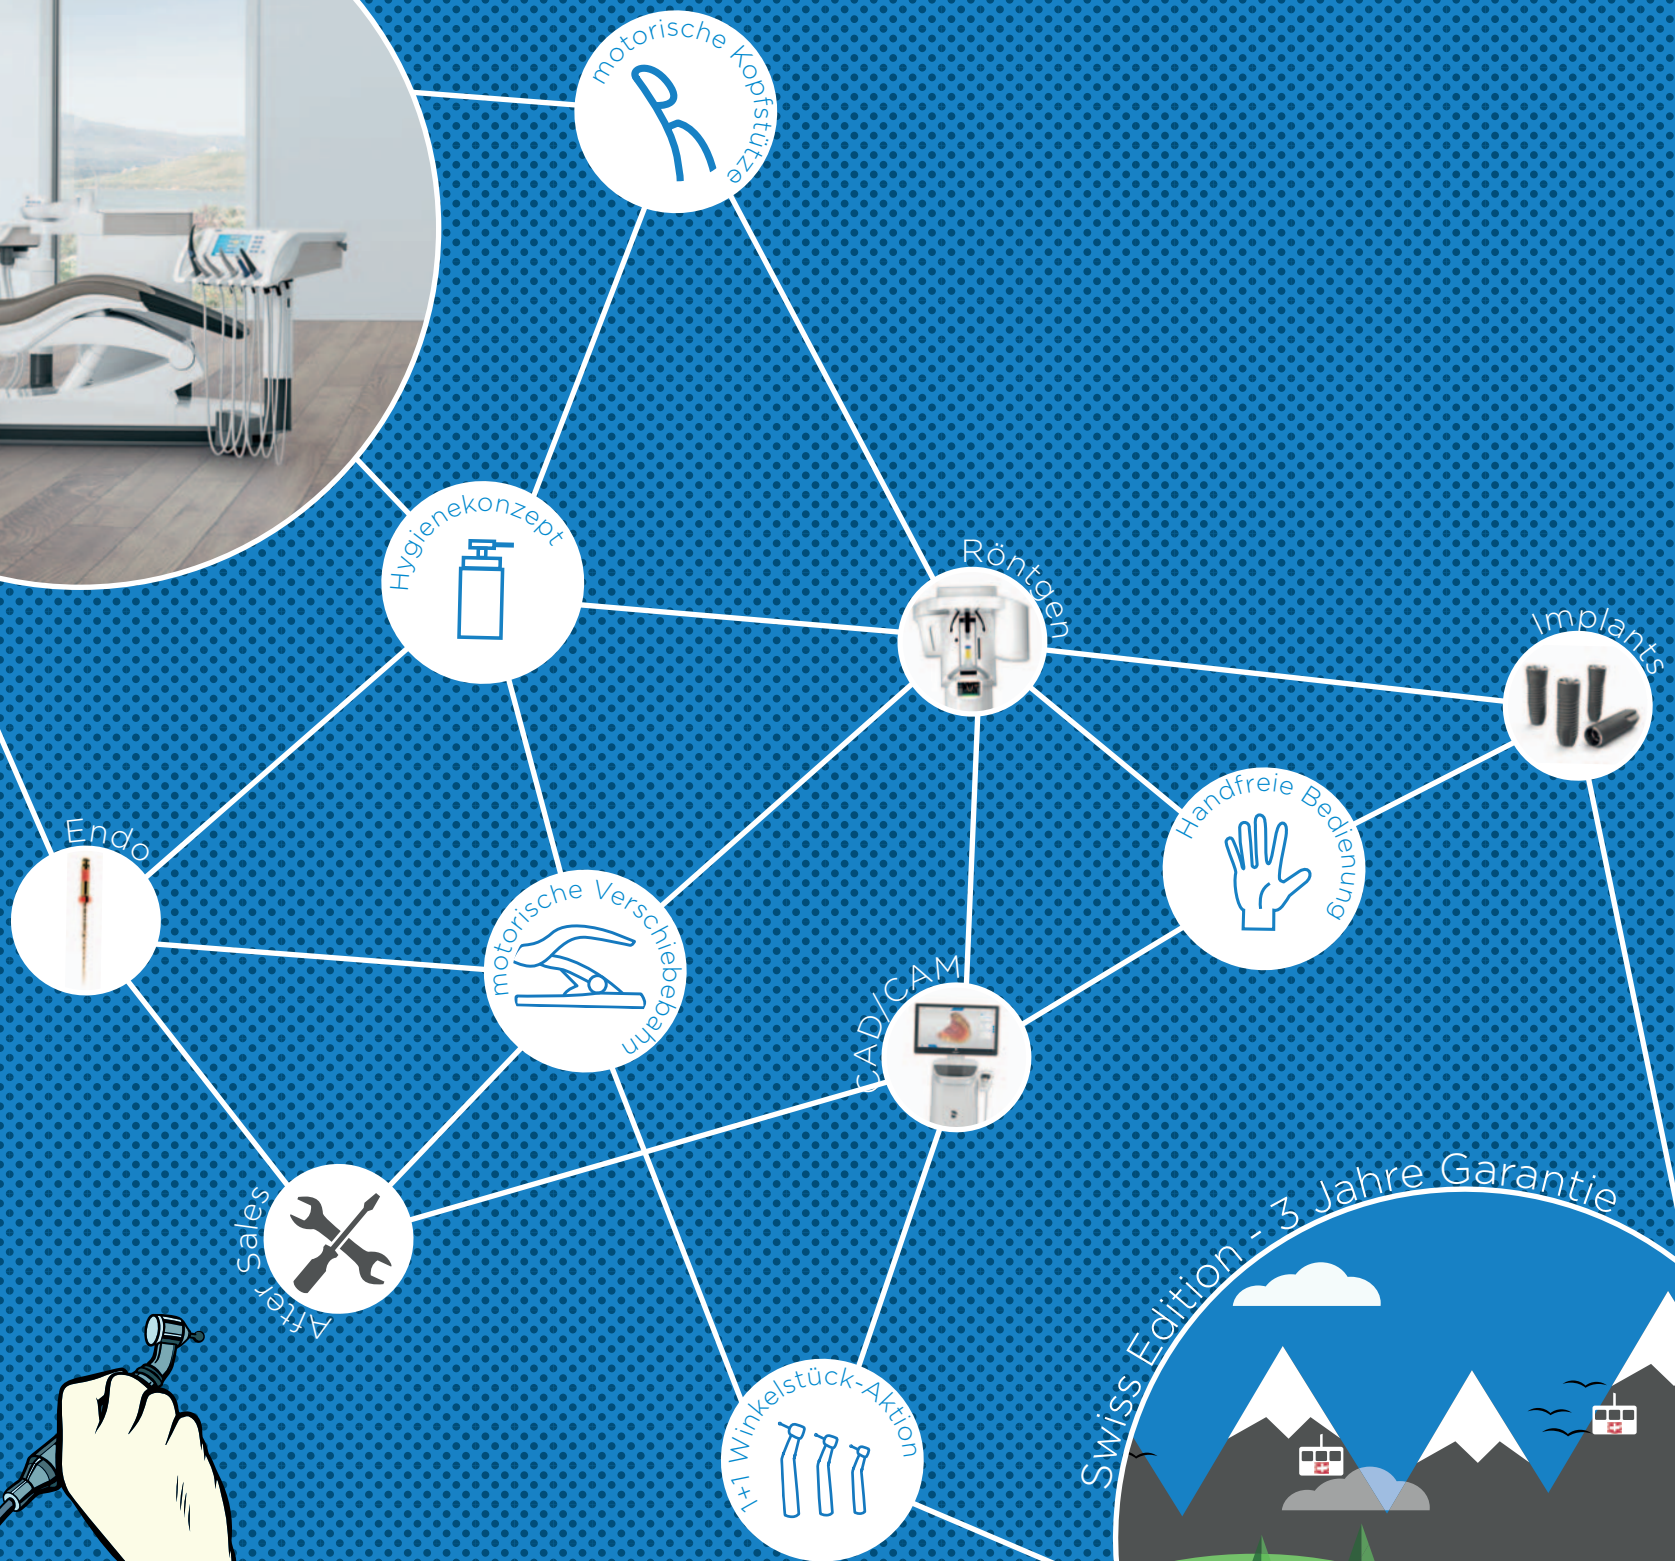 motorische Kopfstütze
Hygienekonzept
Röntgen
Implants
Handfreie Bedienung
Endo
motorische Verschiebebahn
CAD/CAM
After Sales
Swiss Edition - 3 Jahre Garantie
1+1 Winkelstück-Aktion